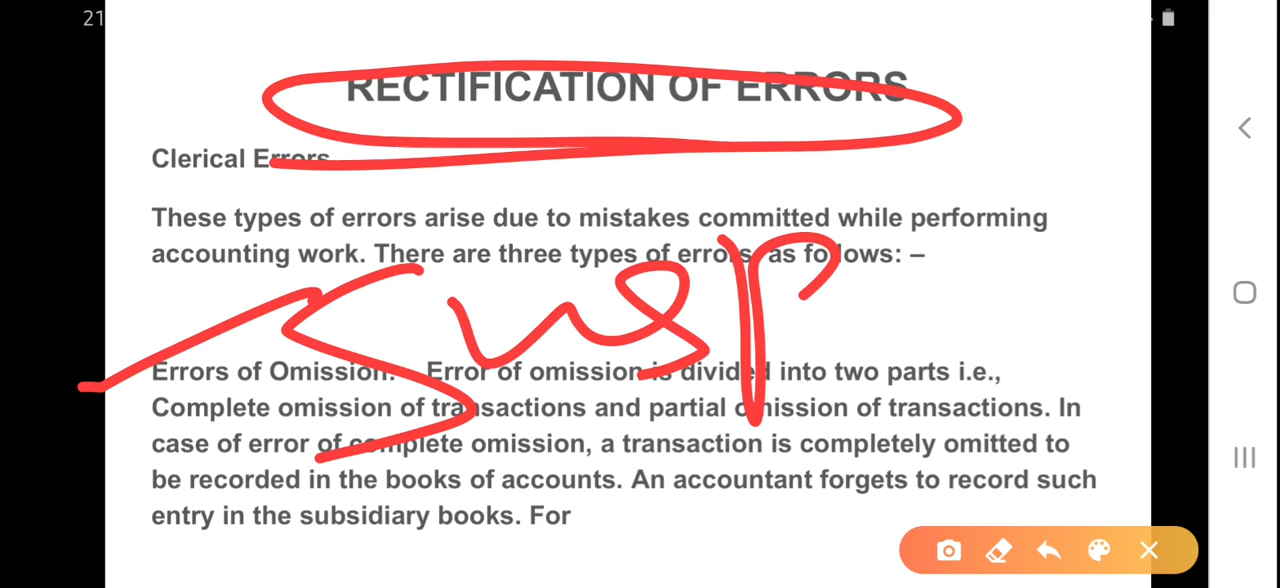 21
RECTIFICATION OF ERRORS
Clerical Errors
These types of errors arise due to mistakes committed while performing
accounting work. There are three types of errors, as follows: –
Susp
Errors of Omission: Error of omission is divided into two parts i.e.,
Complete omission of transactions and partial omission of transactions. In
case of error of complete omission, a transaction is completely omitted to
be recorded in the books of accounts. An accountant forgets to record such
entry in the subsidiary books. For